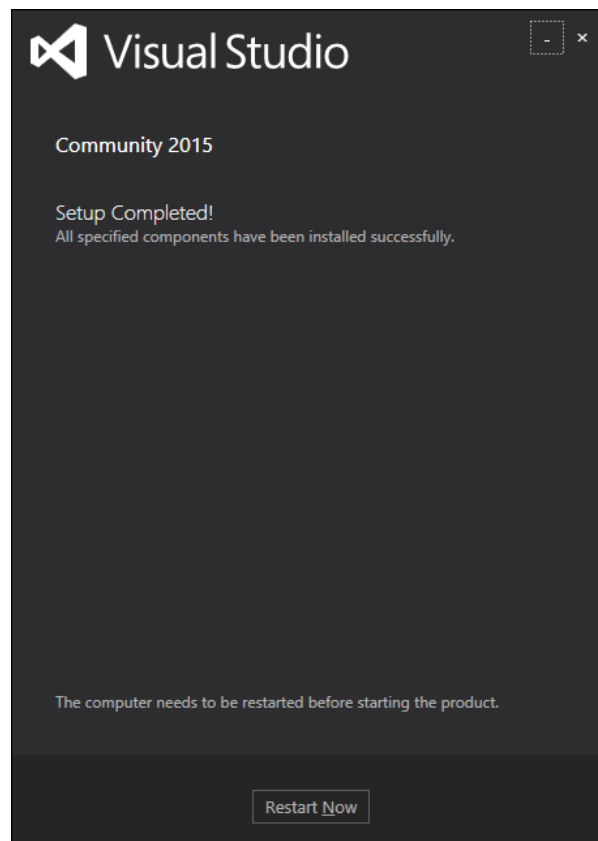 Visual Studio
Community 2015
Setup Completed!
All specified components have been installed successfully.
The computer needs to be restarted before starting the product.
Restart Now